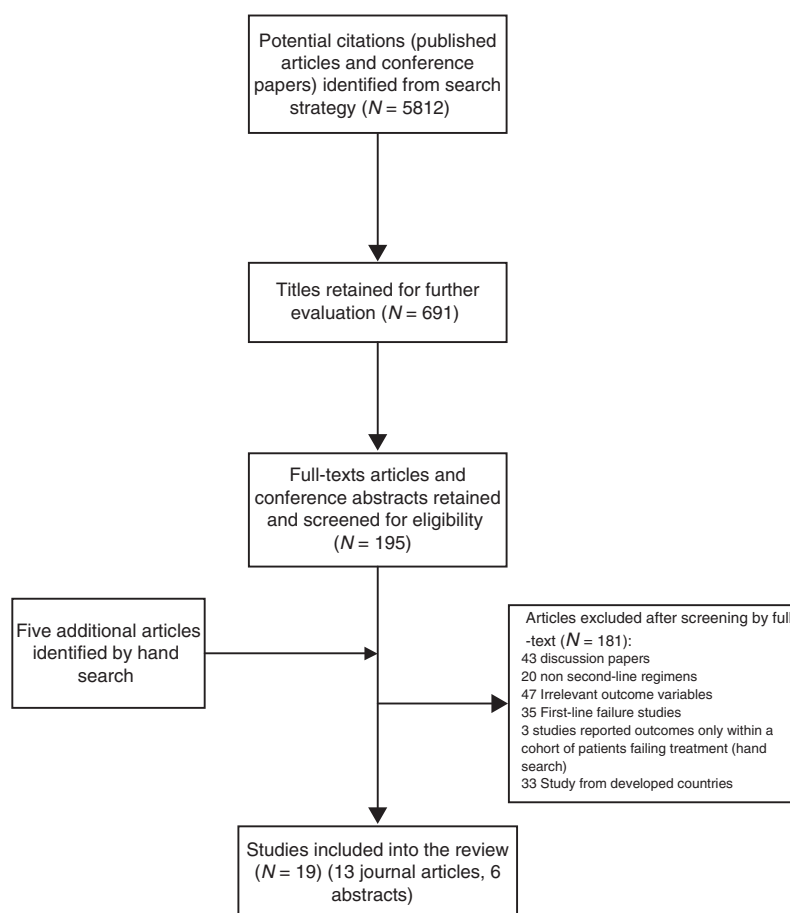 Potential citations (published
articles and conference
papers) identified from search
strategy (N = 5812)
Titles retained for further
evaluation (N = 691)
Full-texts articles and
conference abstracts retained
and screened for eligibility
(N = 195)
Five additional articles
identified by hand
search
Articles excluded after screening by full
-text (N = 181):
43 discussion papers
20 non second-line regimens
47 Irrelevant outcome variables
35 First-line failure studies
3 studies reported outcomes only within a
cohort of patients failing treatment (hand
search)
33 Study from developed countries
Studies included into the review
(N = 19) (13 journal articles, 6
abstracts)